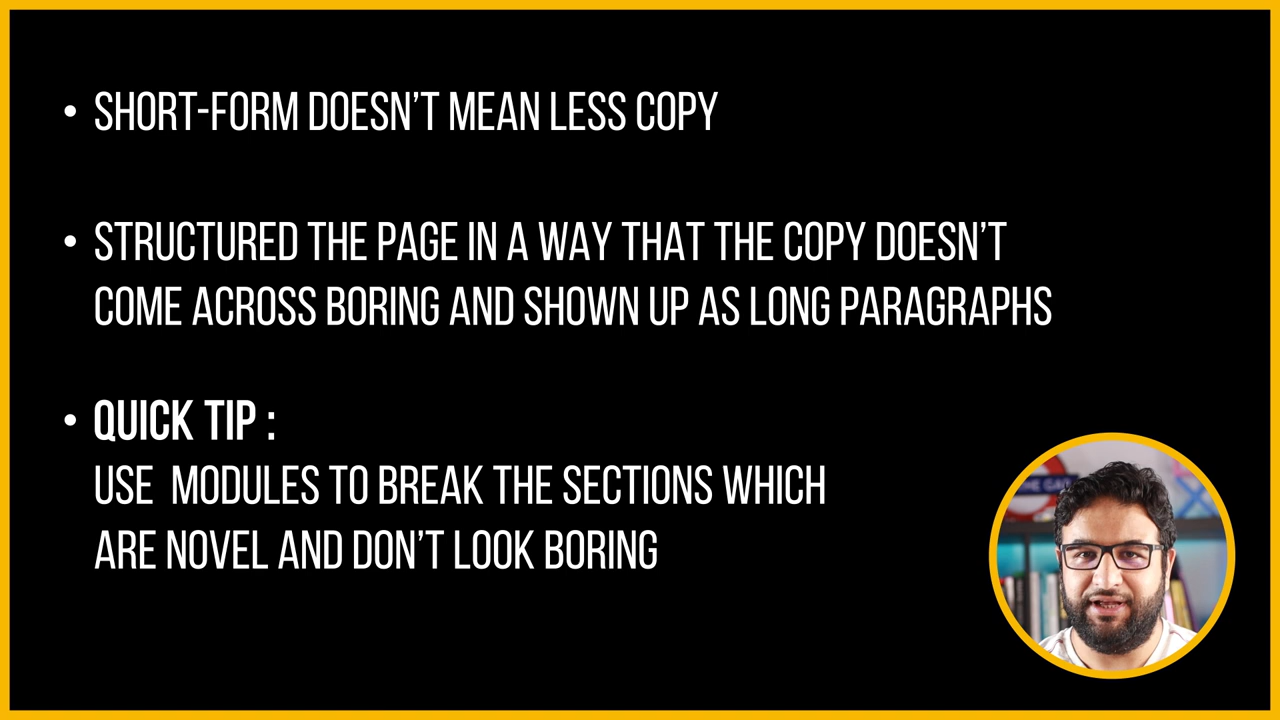 • SHORT-FORM DOESN'T MEAN LESS COPY
• STRUCTURED THE PAGE IN A WAY THAT THE COPY DOESN'T
COME ACROSS BORING AND SHOWN UP AS LONG PARAGRAPHS
• QUICK TIP :
USE  MODULES TO BREAK THE SECTIONS WHICH
ARE NOVEL AND DON'T LOOK BORING